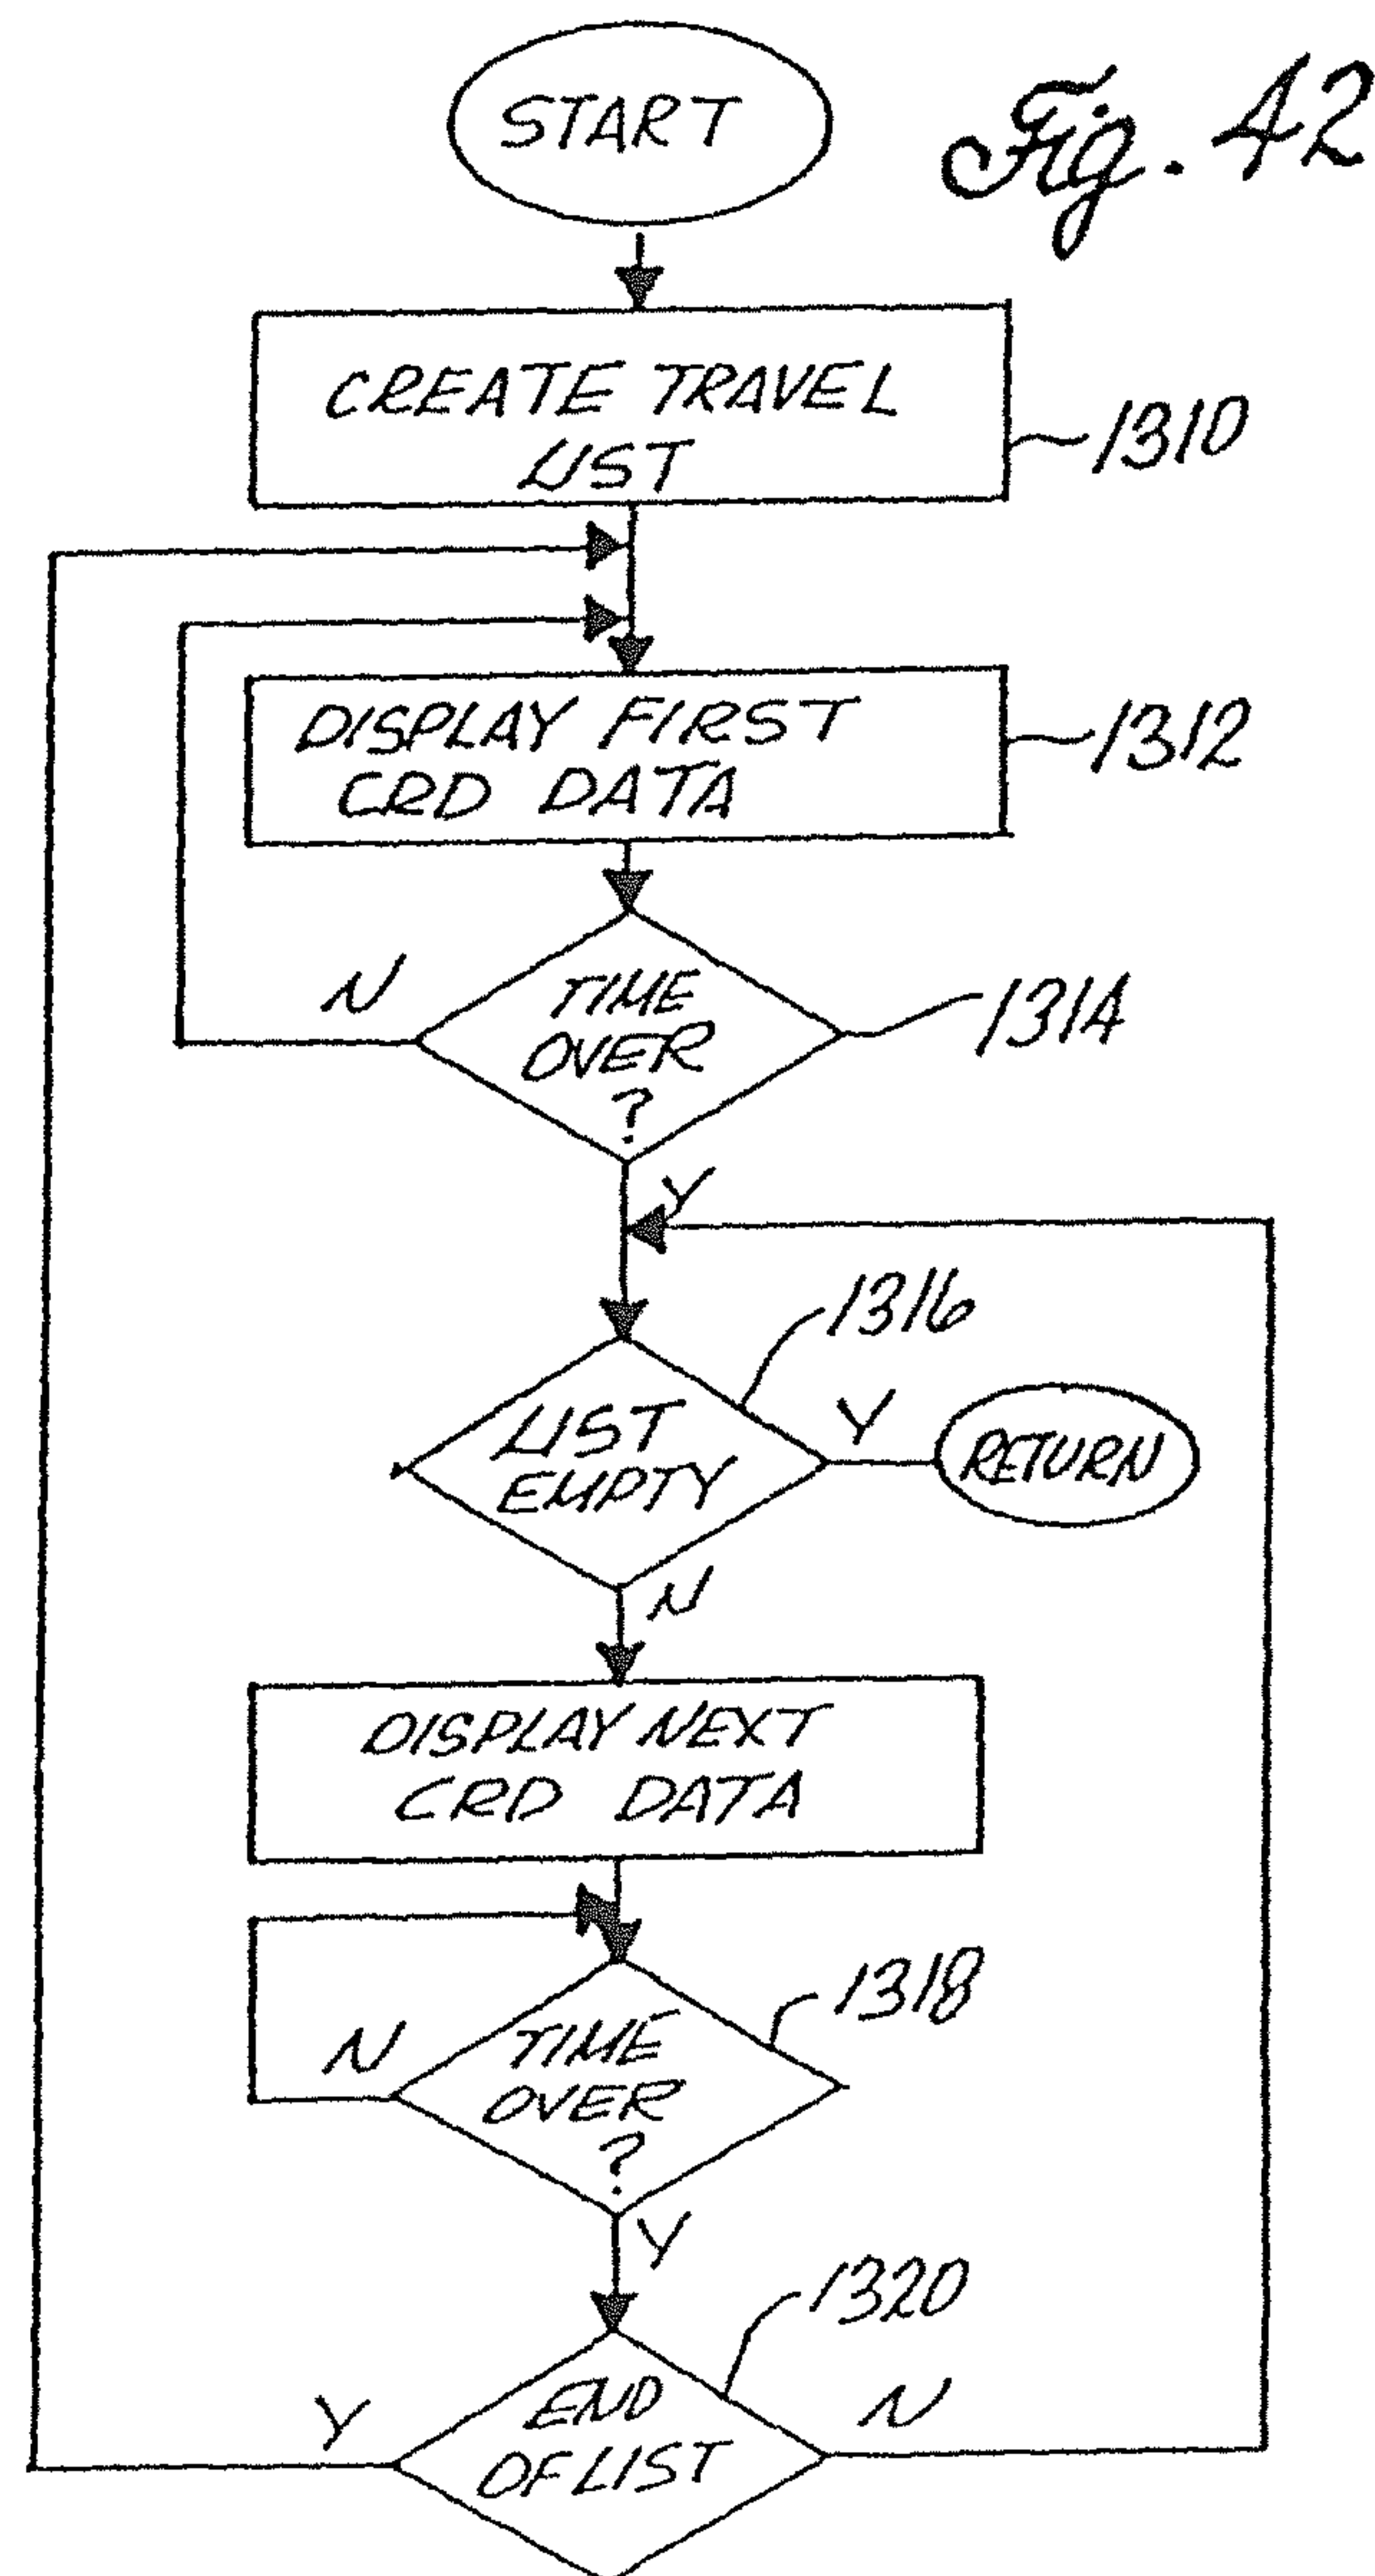 START
Fig. 42
CREATE TRAVEL
LIST
1310
DISPLAY FIRST
CRD DATA
1312
N
TIME
OVER
?
1314
Y
1316
LIST
EMPTY
Y
RETURN
N
DISPLAY NEXT
CRD DATA
1318
N
TIME
OVER
?
Y
1320
Y
END
OF LIST
N